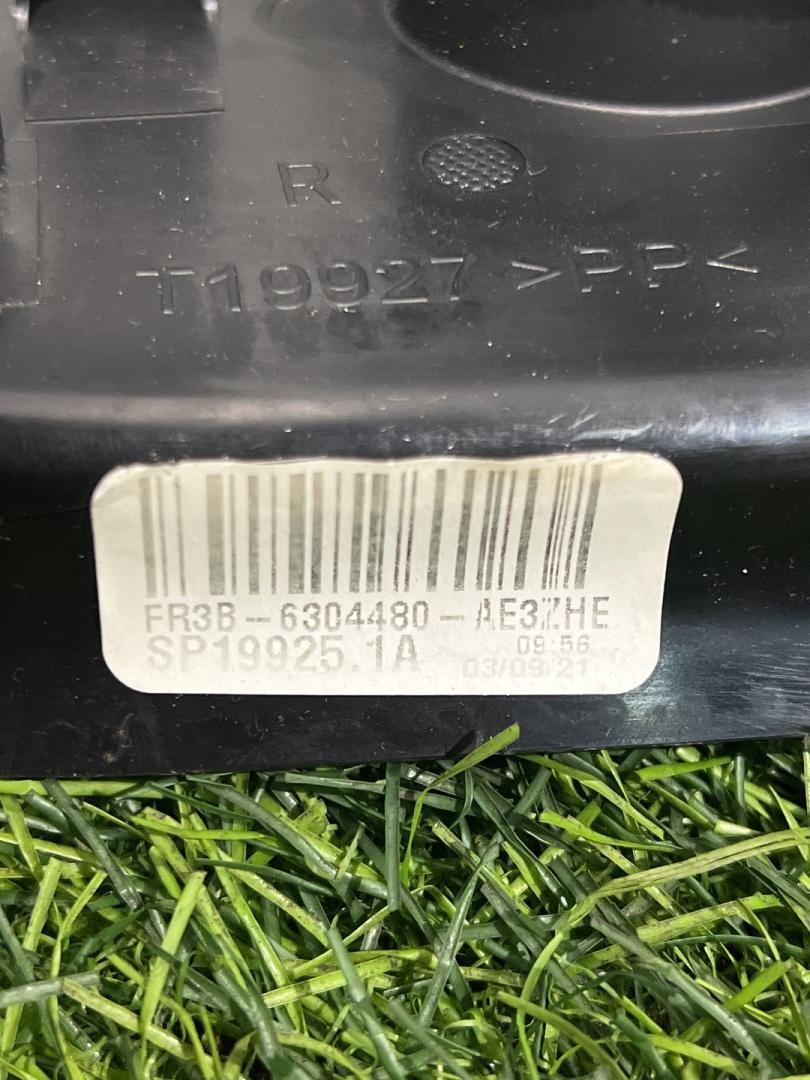 R
T19927 >PP<
FR3B-6304480-AE3ZHE
SP19925.1A
09:56
03/09/21